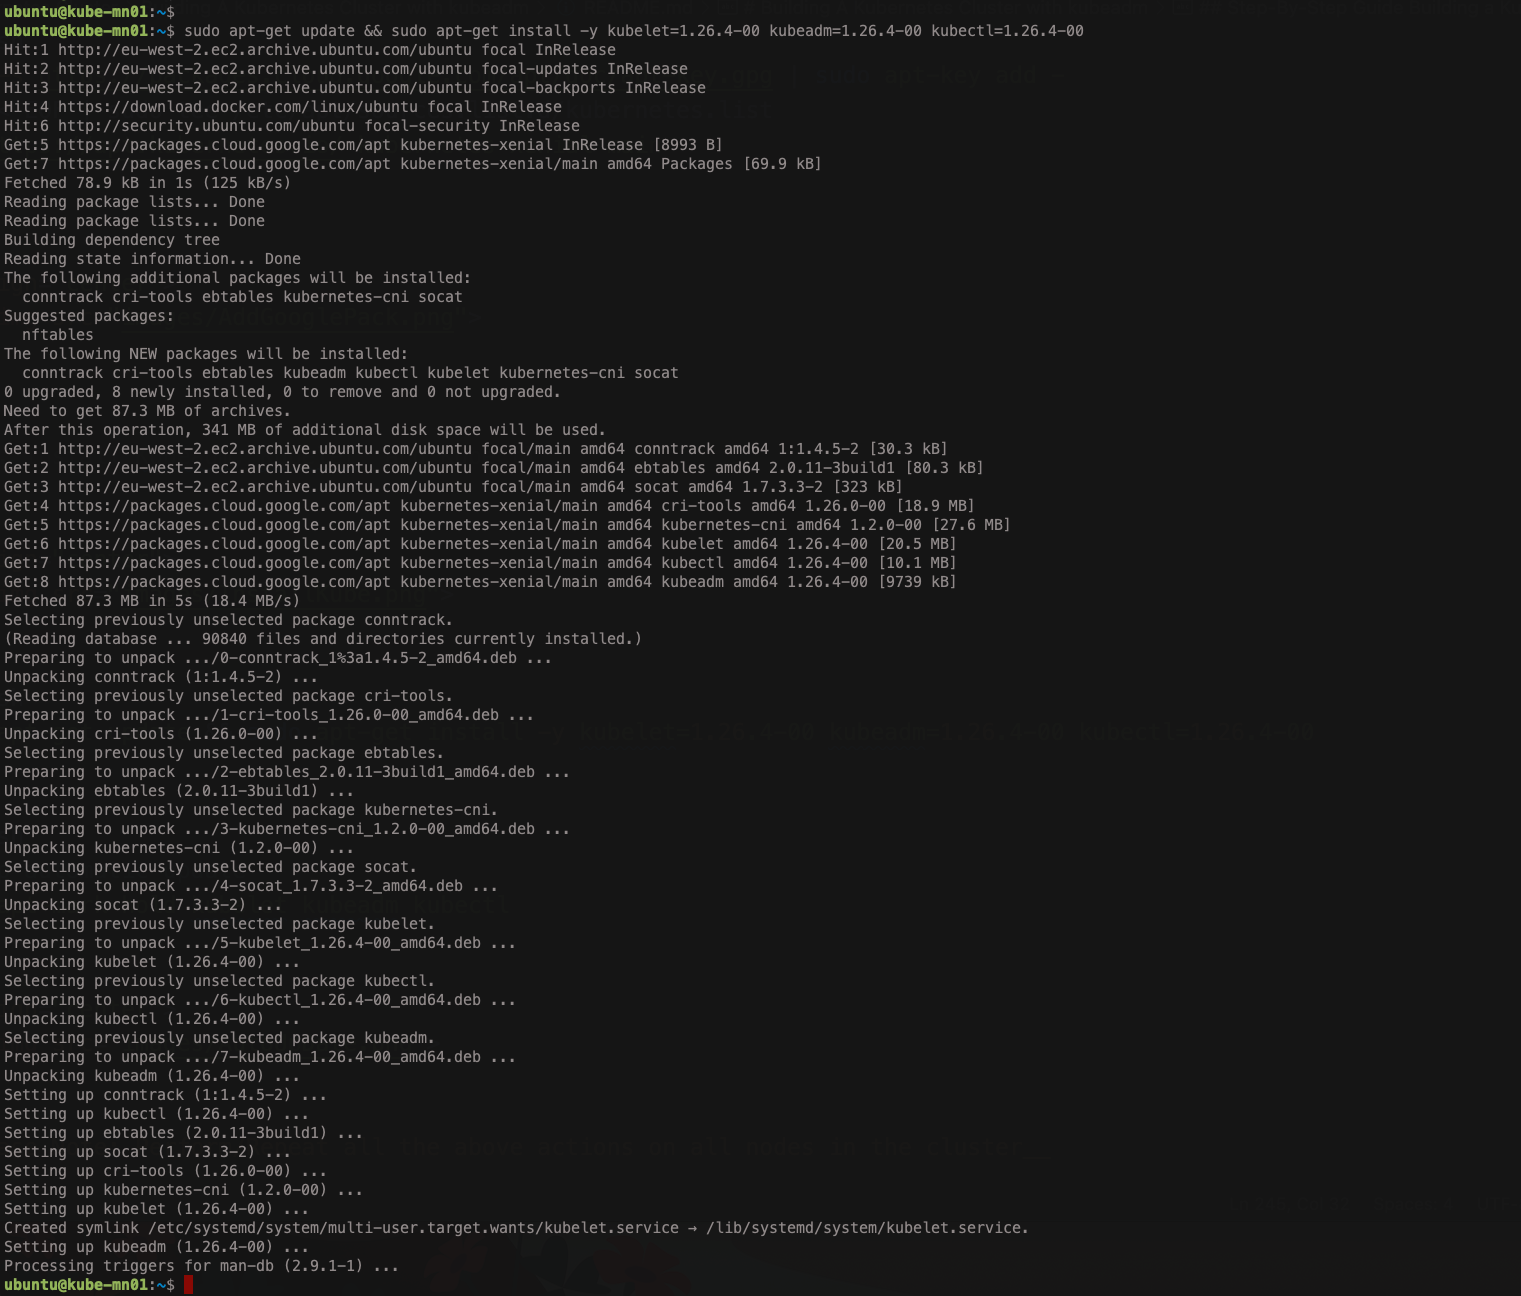 ubuntu@kube-mn01:~$
ubuntu@kube-mn01:~$ sudo apt-get update && sudo apt-get install -y kubelet=1.26.4-00 kubeadm=1.26.4-00 kubectl=1.26.4-00
Hit:1 http://eu-west-2.ec2.archive.ubuntu.com/ubuntu focal InRelease
Hit:2 http://eu-west-2.ec2.archive.ubuntu.com/ubuntu focal-updates InRelease
Hit:3 http://eu-west-2.ec2.archive.ubuntu.com/ubuntu focal-backports InRelease
Hit:4 https://download.docker.com/linux/ubuntu focal InRelease
Hit:6 http://security.ubuntu.com/ubuntu focal-security InRelease
Get:5 https://packages.cloud.google.com/apt kubernetes-xenial InRelease [8993 B]
Get:7 https://packages.cloud.google.com/apt kubernetes-xenial/main amd64 Packages [69.9 kB]
Fetched 78.9 kB in 1s (125 kB/s)
Reading package lists... Done
Reading package lists... Done
Building dependency tree
Reading state information... Done
The following additional packages will be installed:
  conntrack cri-tools ebtables kubernetes-cni socat
Suggested packages:
  nftables
The following NEW packages will be installed:
  conntrack cri-tools ebtables kubeadm kubectl kubelet kubernetes-cni socat
0 upgraded, 8 newly installed, 0 to remove and 0 not upgraded.
Need to get 87.3 MB of archives.
After this operation, 341 MB of additional disk space will be used.
Get:1 http://eu-west-2.ec2.archive.ubuntu.com/ubuntu focal/main amd64 conntrack amd64 1:1.4.5-2 [30.3 kB]
Get:2 http://eu-west-2.ec2.archive.ubuntu.com/ubuntu focal/main amd64 ebtables amd64 2.0.11-3build1 [80.3 kB]
Get:3 http://eu-west-2.ec2.archive.ubuntu.com/ubuntu focal/main amd64 socat amd64 1.7.3.3-2 [323 kB]
Get:4 https://packages.cloud.google.com/apt kubernetes-xenial/main amd64 cri-tools amd64 1.26.0-00 [18.9 MB]
Get:5 https://packages.cloud.google.com/apt kubernetes-xenial/main amd64 kubernetes-cni amd64 1.2.0-00 [27.6 MB]
Get:6 https://packages.cloud.google.com/apt kubernetes-xenial/main amd64 kubelet amd64 1.26.4-00 [20.5 MB]
Get:7 https://packages.cloud.google.com/apt kubernetes-xenial/main amd64 kubectl amd64 1.26.4-00 [10.1 MB]
Get:8 https://packages.cloud.google.com/apt kubernetes-xenial/main amd64 kubeadm amd64 1.26.4-00 [9739 kB]
Fetched 87.3 MB in 5s (18.4 MB/s)
Selecting previously unselected package conntrack.
(Reading database ... 90840 files and directories currently installed.)
Preparing to unpack .../0-conntrack_1%3a1.4.5-2_amd64.deb ...
Unpacking conntrack (1:1.4.5-2) ...
Selecting previously unselected package cri-tools.
Preparing to unpack .../1-cri-tools_1.26.0-00_amd64.deb ...
Unpacking cri-tools (1.26.0-00) ...
Selecting previously unselected package ebtables.
Preparing to unpack .../2-ebtables_2.0.11-3build1_amd64.deb ...
Unpacking ebtables (2.0.11-3build1) ...
Selecting previously unselected package kubernetes-cni.
Preparing to unpack .../3-kubernetes-cni_1.2.0-00_amd64.deb ...
Unpacking kubernetes-cni (1.2.0-00) ...
Selecting previously unselected package socat.
Preparing to unpack .../4-socat_1.7.3.3-2_amd64.deb ...
Unpacking socat (1.7.3.3-2) ...
Selecting previously unselected package kubelet.
Preparing to unpack .../5-kubelet_1.26.4-00_amd64.deb ...
Unpacking kubelet (1.26.4-00) ...
Selecting previously unselected package kubectl.
Preparing to unpack .../6-kubectl_1.26.4-00_amd64.deb ...
Unpacking kubectl (1.26.4-00) ...
Selecting previously unselected package kubeadm.
Preparing to unpack .../7-kubeadm_1.26.4-00_amd64.deb ...
Unpacking kubeadm (1.26.4-00) ...
Setting up conntrack (1:1.4.5-2) ...
Setting up kubectl (1.26.4-00) ...
Setting up ebtables (2.0.11-3build1) ...
Setting up socat (1.7.3.3-2) ...
Setting up cri-tools (1.26.0-00) ...
Setting up kubernetes-cni (1.2.0-00) ...
Setting up kubelet (1.26.4-00) ...
Created symlink /etc/systemd/system/multi-user.target.wants/kubelet.service → /lib/systemd/system/kubelet.service.
Setting up kubeadm (1.26.4-00) ...
Processing triggers for man-db (2.9.1-1) ...
ubuntu@kube-mn01:~$